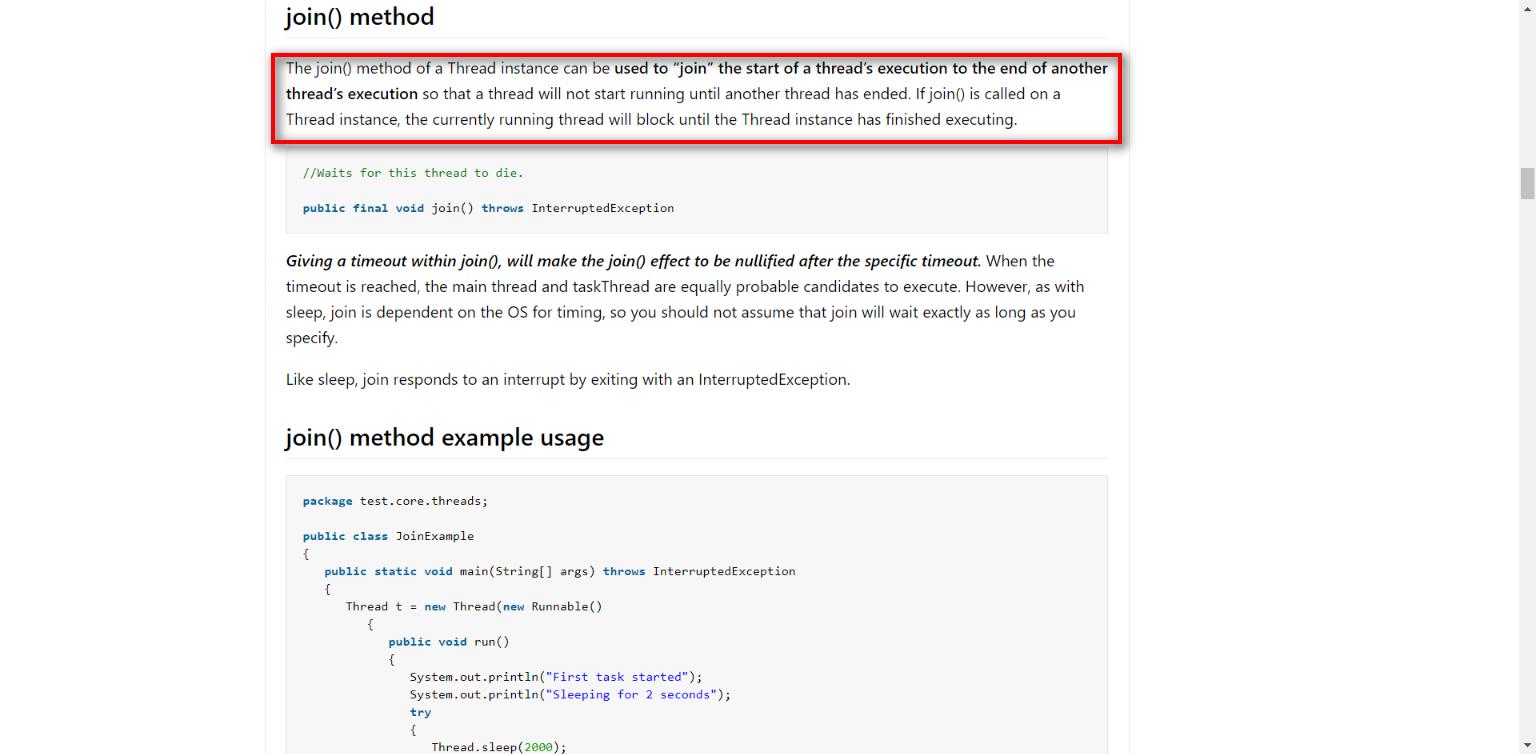 join() method
The join() method of a Thread instance can be used to “join” the start of a thread’s execution to the end of another
thread’s execution so that a thread will not start running until another thread has ended. If join() is called on a
Thread instance, the currently running thread will block until the Thread instance has finished executing.
//Waits for this thread to die.
public final void join() throws InterruptedException
Giving a timeout within join(), will make the join() effect to be nullified after the specific timeout. When the
timeout is reached, the main thread and taskThread are equally probable candidates to execute. However, as with
sleep, join is dependent on the OS for timing, so you should not assume that join will wait exactly as long as you
specify.
Like sleep, join responds to an interrupt by exiting with an InterruptedException.
join() method example usage
package test.core.threads;
public class JoinExample
{
public static void main(String[] args) throws InterruptedException
{
Thread t = new Thread(new Runnable()
{
public void run()
{
System.out.println("First task started");
System.out.println("Sleeping for 2 seconds");
try
{
Thread.sleep(2000);